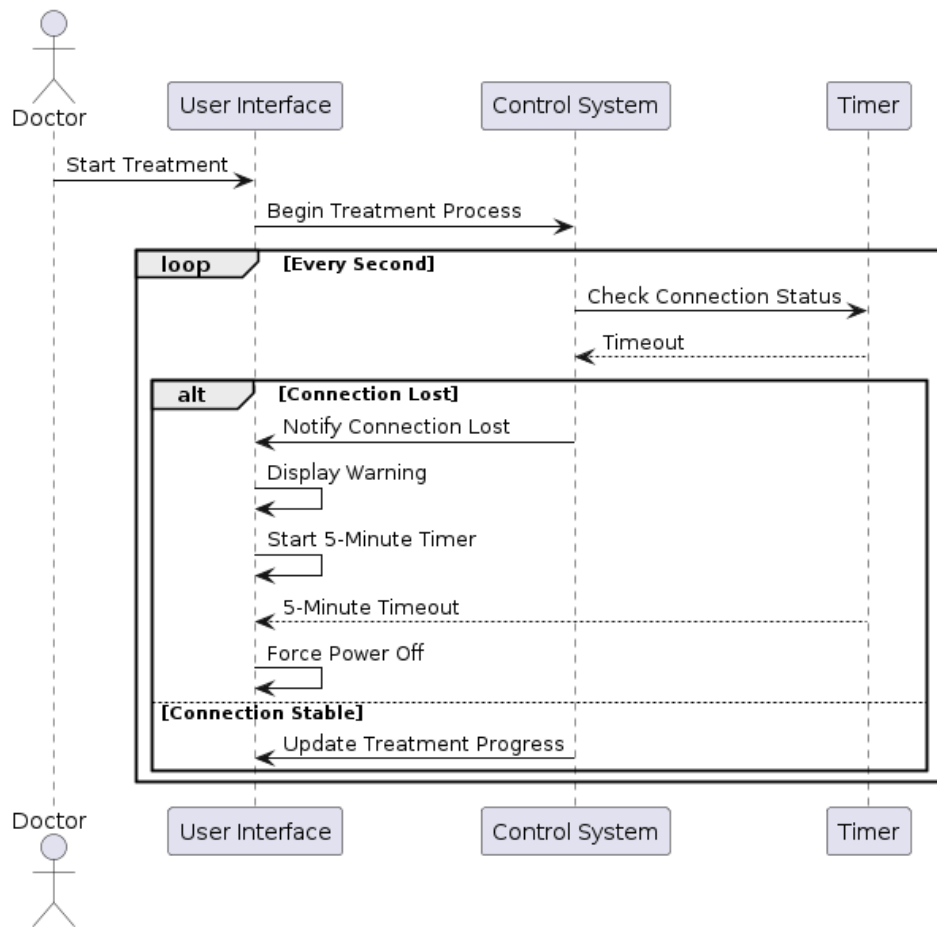 Doctor
User Interface
Control System
Timer
Start Treatment
Begin Treatment Process
loop
[Every Second]
Check Connection Status
Timeout
alt
[Connection Lost]
Notify Connection Lost
Display Warning
Start 5-Minute Timer
5-Minute Timeout
Force Power Off
[Connection Stable]
Update Treatment Progress
Doctor
User Interface
Control System
Timer